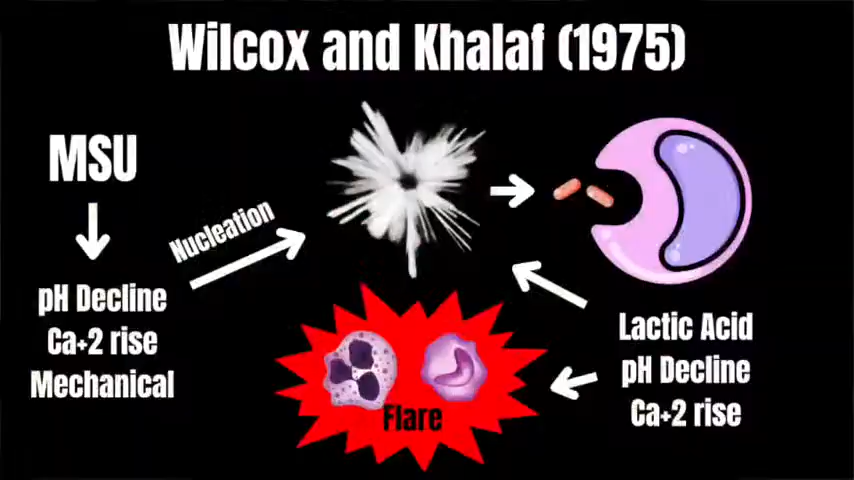 Wilcox and Khalaf (1975)
MSU
Nucleation
pH Decline
Ca+2 rise
Mechanical
Lactic Acid
pH Decline
Ca+2 rise
Flare